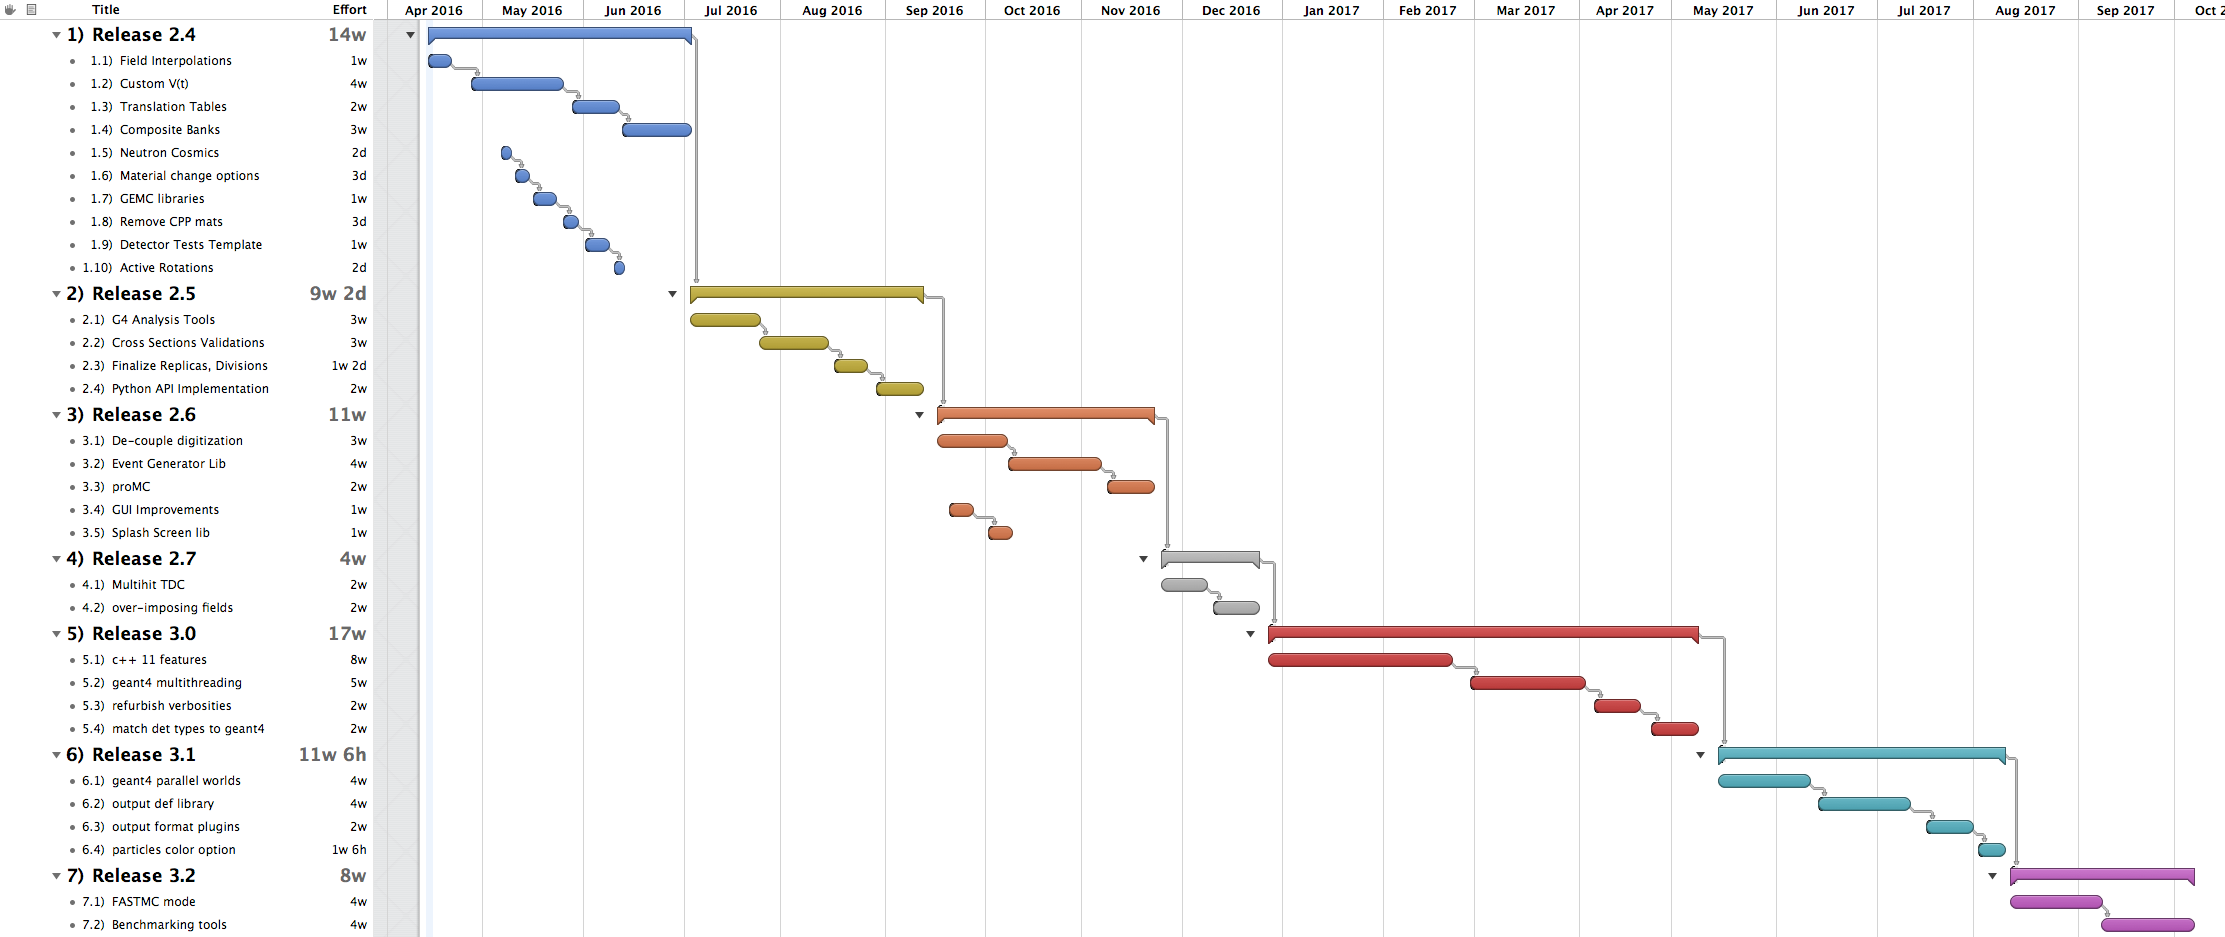 Title Effort Apr 2016 May 2016 Jun 2016 Jul 2016 Aug 2016 Sep 2016 Oct 2016 Nov 2016 Dec 2016 Jan 2017 Feb 2017 Mar 2017 Apr 2017 May 2017 Jun 2017 Jul 2017 Aug 2017 Sep 2017 Oct 2
1) Release 2.4 14w
1.1) Field Interpolations 1w
1.2) Custom V(t) 4w
1.3) Translation Tables 2w
1.4) Composite Banks 3w
1.5) Neutron Cosmics 2d
1.6) Material change options 3d
1.7) GEMC libraries 1w
1.8) Remove CPP mats 3d
1.9) Detector Tests Template 1w
1.10) Active Rotations 2d
2) Release 2.5 9w 2d
2.1) G4 Analysis Tools 3w
2.2) Cross Sections Validations 3w
2.3) Finalize Replicas, Divisions 1w 2d
2.4) Python API Implementation 2w
3) Release 2.6 11w
3.1) De-couple digitization 3w
3.2) Event Generator Lib 4w
3.3) proMC 2w
3.4) GUI Improvements 1w
3.5) Splash Screen lib 1w
4) Release 2.7 4w
4.1) Multihit TDC 2w
4.2) over-imposing fields 2w
5) Release 3.0 17w
5.1) c++ 11 features 8w
5.2) geant4 multithreading 5w
5.3) refurbish verbosities 2w
5.4) match det types to geant4 2w
6) Release 3.1 11w 6h
6.1) geant4 parallel worlds 4w
6.2) output def library 4w
6.3) output format plugins 2w
6.4) particles color option 1w 6h
7) Release 3.2 8w
7.1) FASTMC mode 4w
7.2) Benchmarking tools 4w